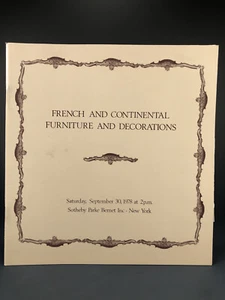 FRENCH AND CONTINENTAL
FURNITURE AND DECORATIONS
Saturday, September 30, 1978 at 2 p.m.
Sotheby Parke Bernet Inc · New York